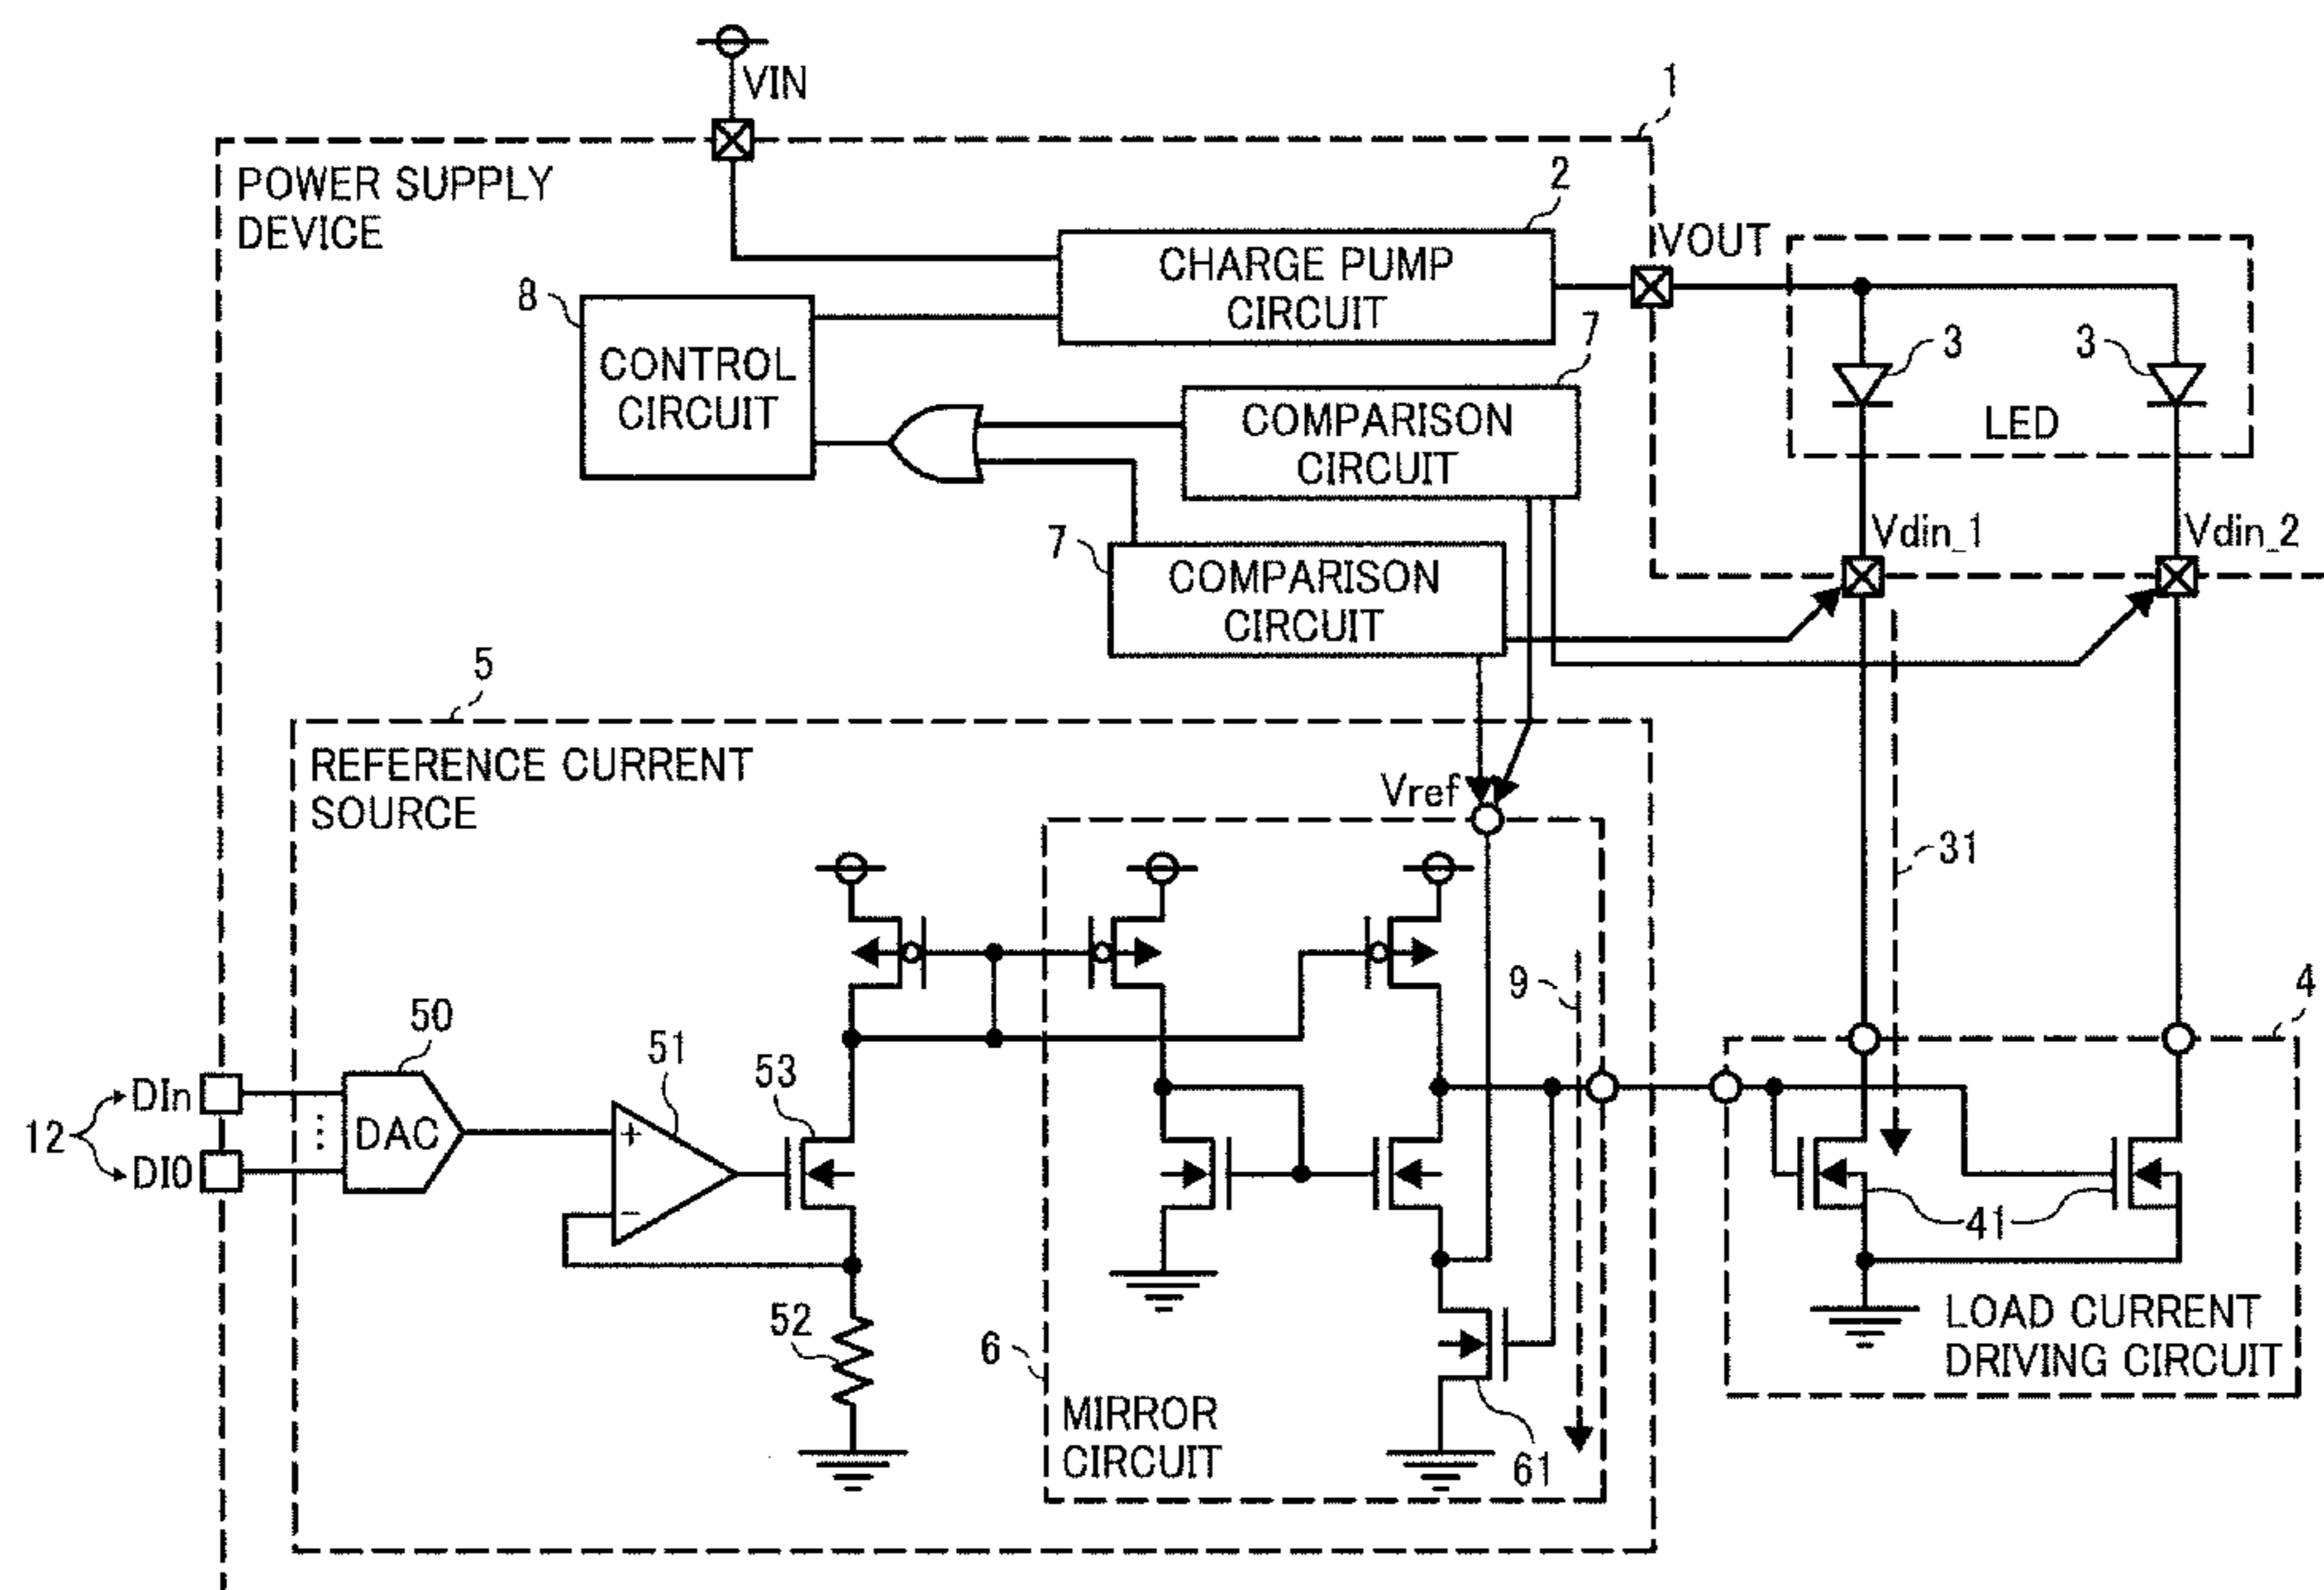 VIN
1
POWER SUPPLY
DEVICE
2
CHARGE PUMP
CIRCUIT
VOUT
8
CONTROL
CIRCUIT
7
COMPARISON
CIRCUIT
3
3
LED
7
COMPARISON
CIRCUIT
Vdin_1
Vdin_2
5
REFERENCE CURRENT
SOURCE
Vref
31
9
4
50
51
53
12
DIn
DI0
DAC
+
−
41
52
6
MIRROR
CIRCUIT
61
LOAD CURRENT
DRIVING CIRCUIT